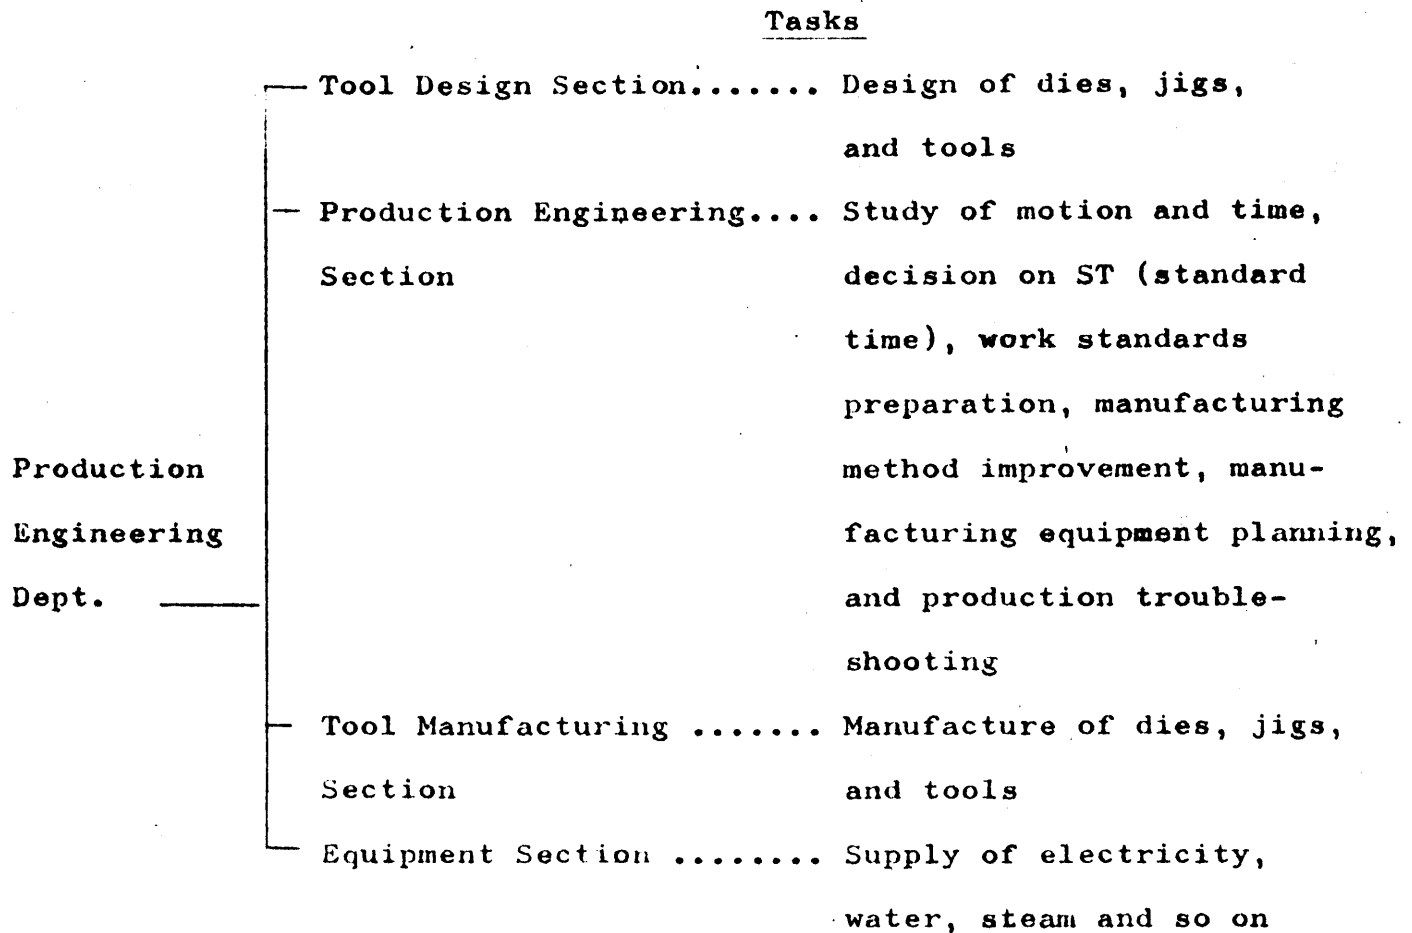 Tasks
Tool Design Section....... Design of dies, jigs,
and tools
Production Engineering.... Study of motion and time,
Section decision on ST (standard
time), work standards
preparation, manufacturing
Production method improvement, manu-
Engineering facturing equipment planning,
Dept. and production trouble-
shooting
Tool Manufacturing ....... Manufacture of dies, jigs,
Section and tools
Equipment Section ........ Supply of electricity,
water, steam and so on